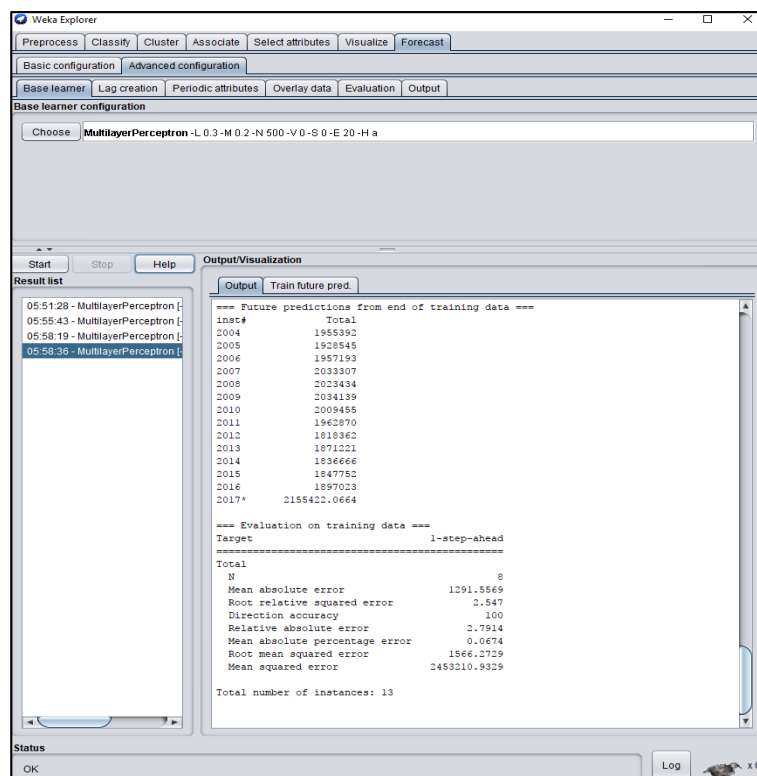 Weka Explorer
Preprocess Classify Cluster Associate Select attributes Visualize Forecast
Basic configuration Advanced configuration
Base learner Lag creation Periodic attributes Overlay data Evaluation Output
Base learner configuration
Choose MultilayerPerceptron -L 0.3 -M 0.2 -N 500 -V 0 -S 0 -E 20 -H a
Start Stop Help
Result list
05:51:28 - MultilayerPerceptron [-
05:55:43 - MultilayerPerceptron [-
05:58:19 - MultilayerPerceptron [-
05:58:36 - MultilayerPerceptron [-
Output/Visualization
Output Train future pred.
=== Future predictions from end of training data ===
inst# Total
2004 1955392
2005 1928545
2006 1957193
2007 2033307
2008 2023434
2009 2034139
2010 2009455
2011 1962870
2012 1818362
2013 1871221
2014 1836666
2015 1847752
2016 1897023
2017* 2155422.0664
=== Evaluation on training data ===
Target 1-step-ahead
===============================================
Total
N 8
Mean absolute error 1291.5569
Root relative squared error 2.547
Direction accuracy 100
Relative absolute error 2.7914
Mean absolute percentage error 0.0674
Root mean squared error 1566.2729
Mean squared error 2453210.9329
Total number of instances: 13
Status
OK
Log
x 0